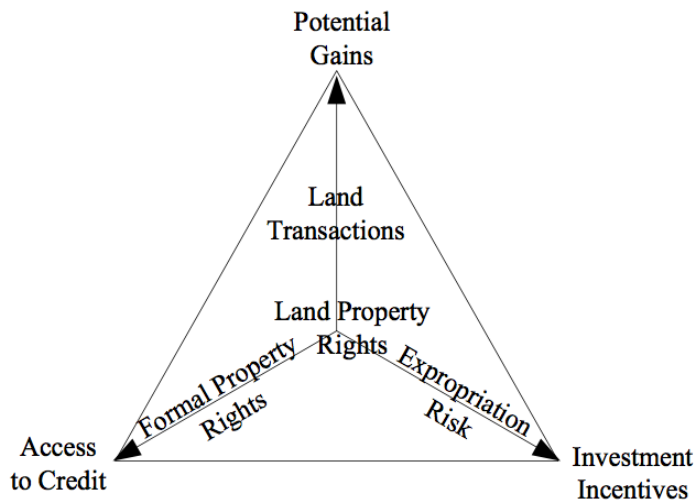 Potential
Gains
Land
Transactions
Land Property
Rights
Formal Property
Rights
Expropriation
Risk
Access
to Credit
Investment
Incentives